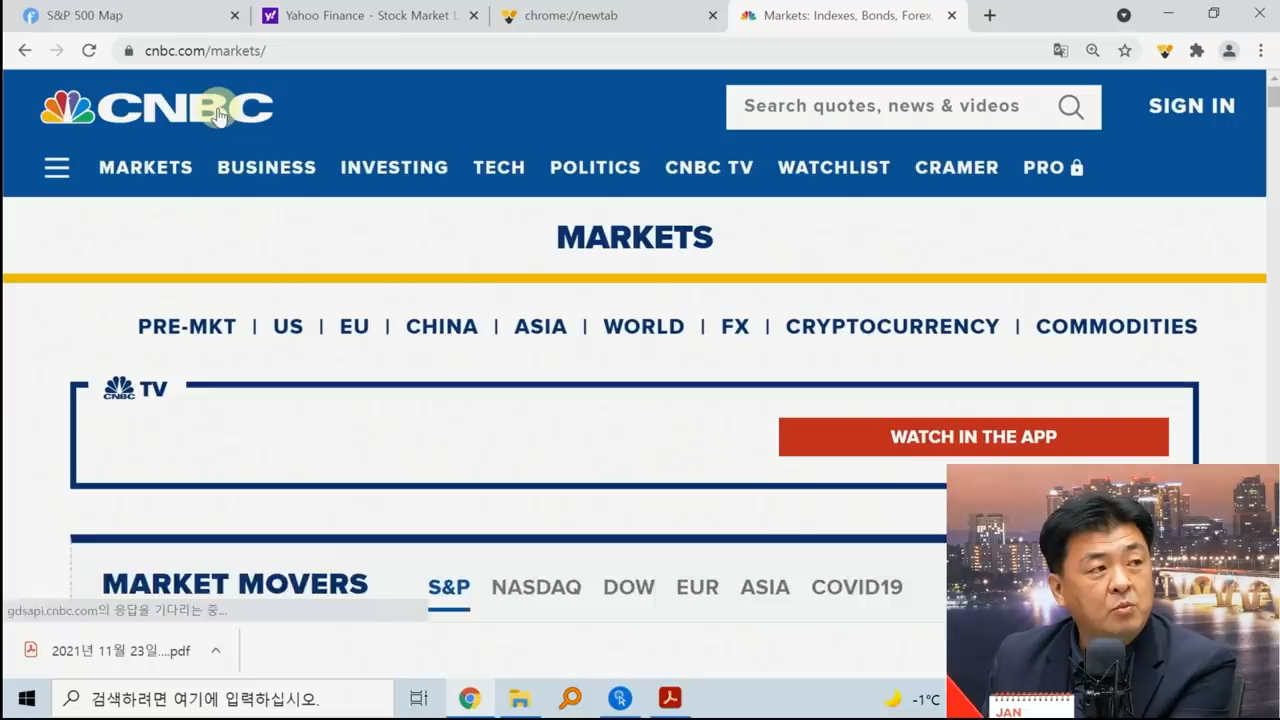 S&P 500 Map
Yahoo Finance - Stock Market L
chrome://newtab
Markets: Indexes, Bonds, Forex,
cnbc.com/markets/
CNBC
Search quotes, news & videos
SIGN IN
MARKETS BUSINESS INVESTING TECH POLITICS CNBC TV WATCHLIST CRAMER PRO
MARKETS
PRE-MKT | US | EU | CHINA | ASIA | WORLD | FX | CRYPTOCURRENCY | COMMODITIES
CNBC TV
WATCH IN THE APP
MARKET MOVERS S&P NASDAQ DOW EUR ASIA COVID19
gdsapi.cnbc.com의 응답을 기다리는 중...
2021년 11월 23일....pdf
검색하려면 여기에 입력하십시오.
-1°C
JAN